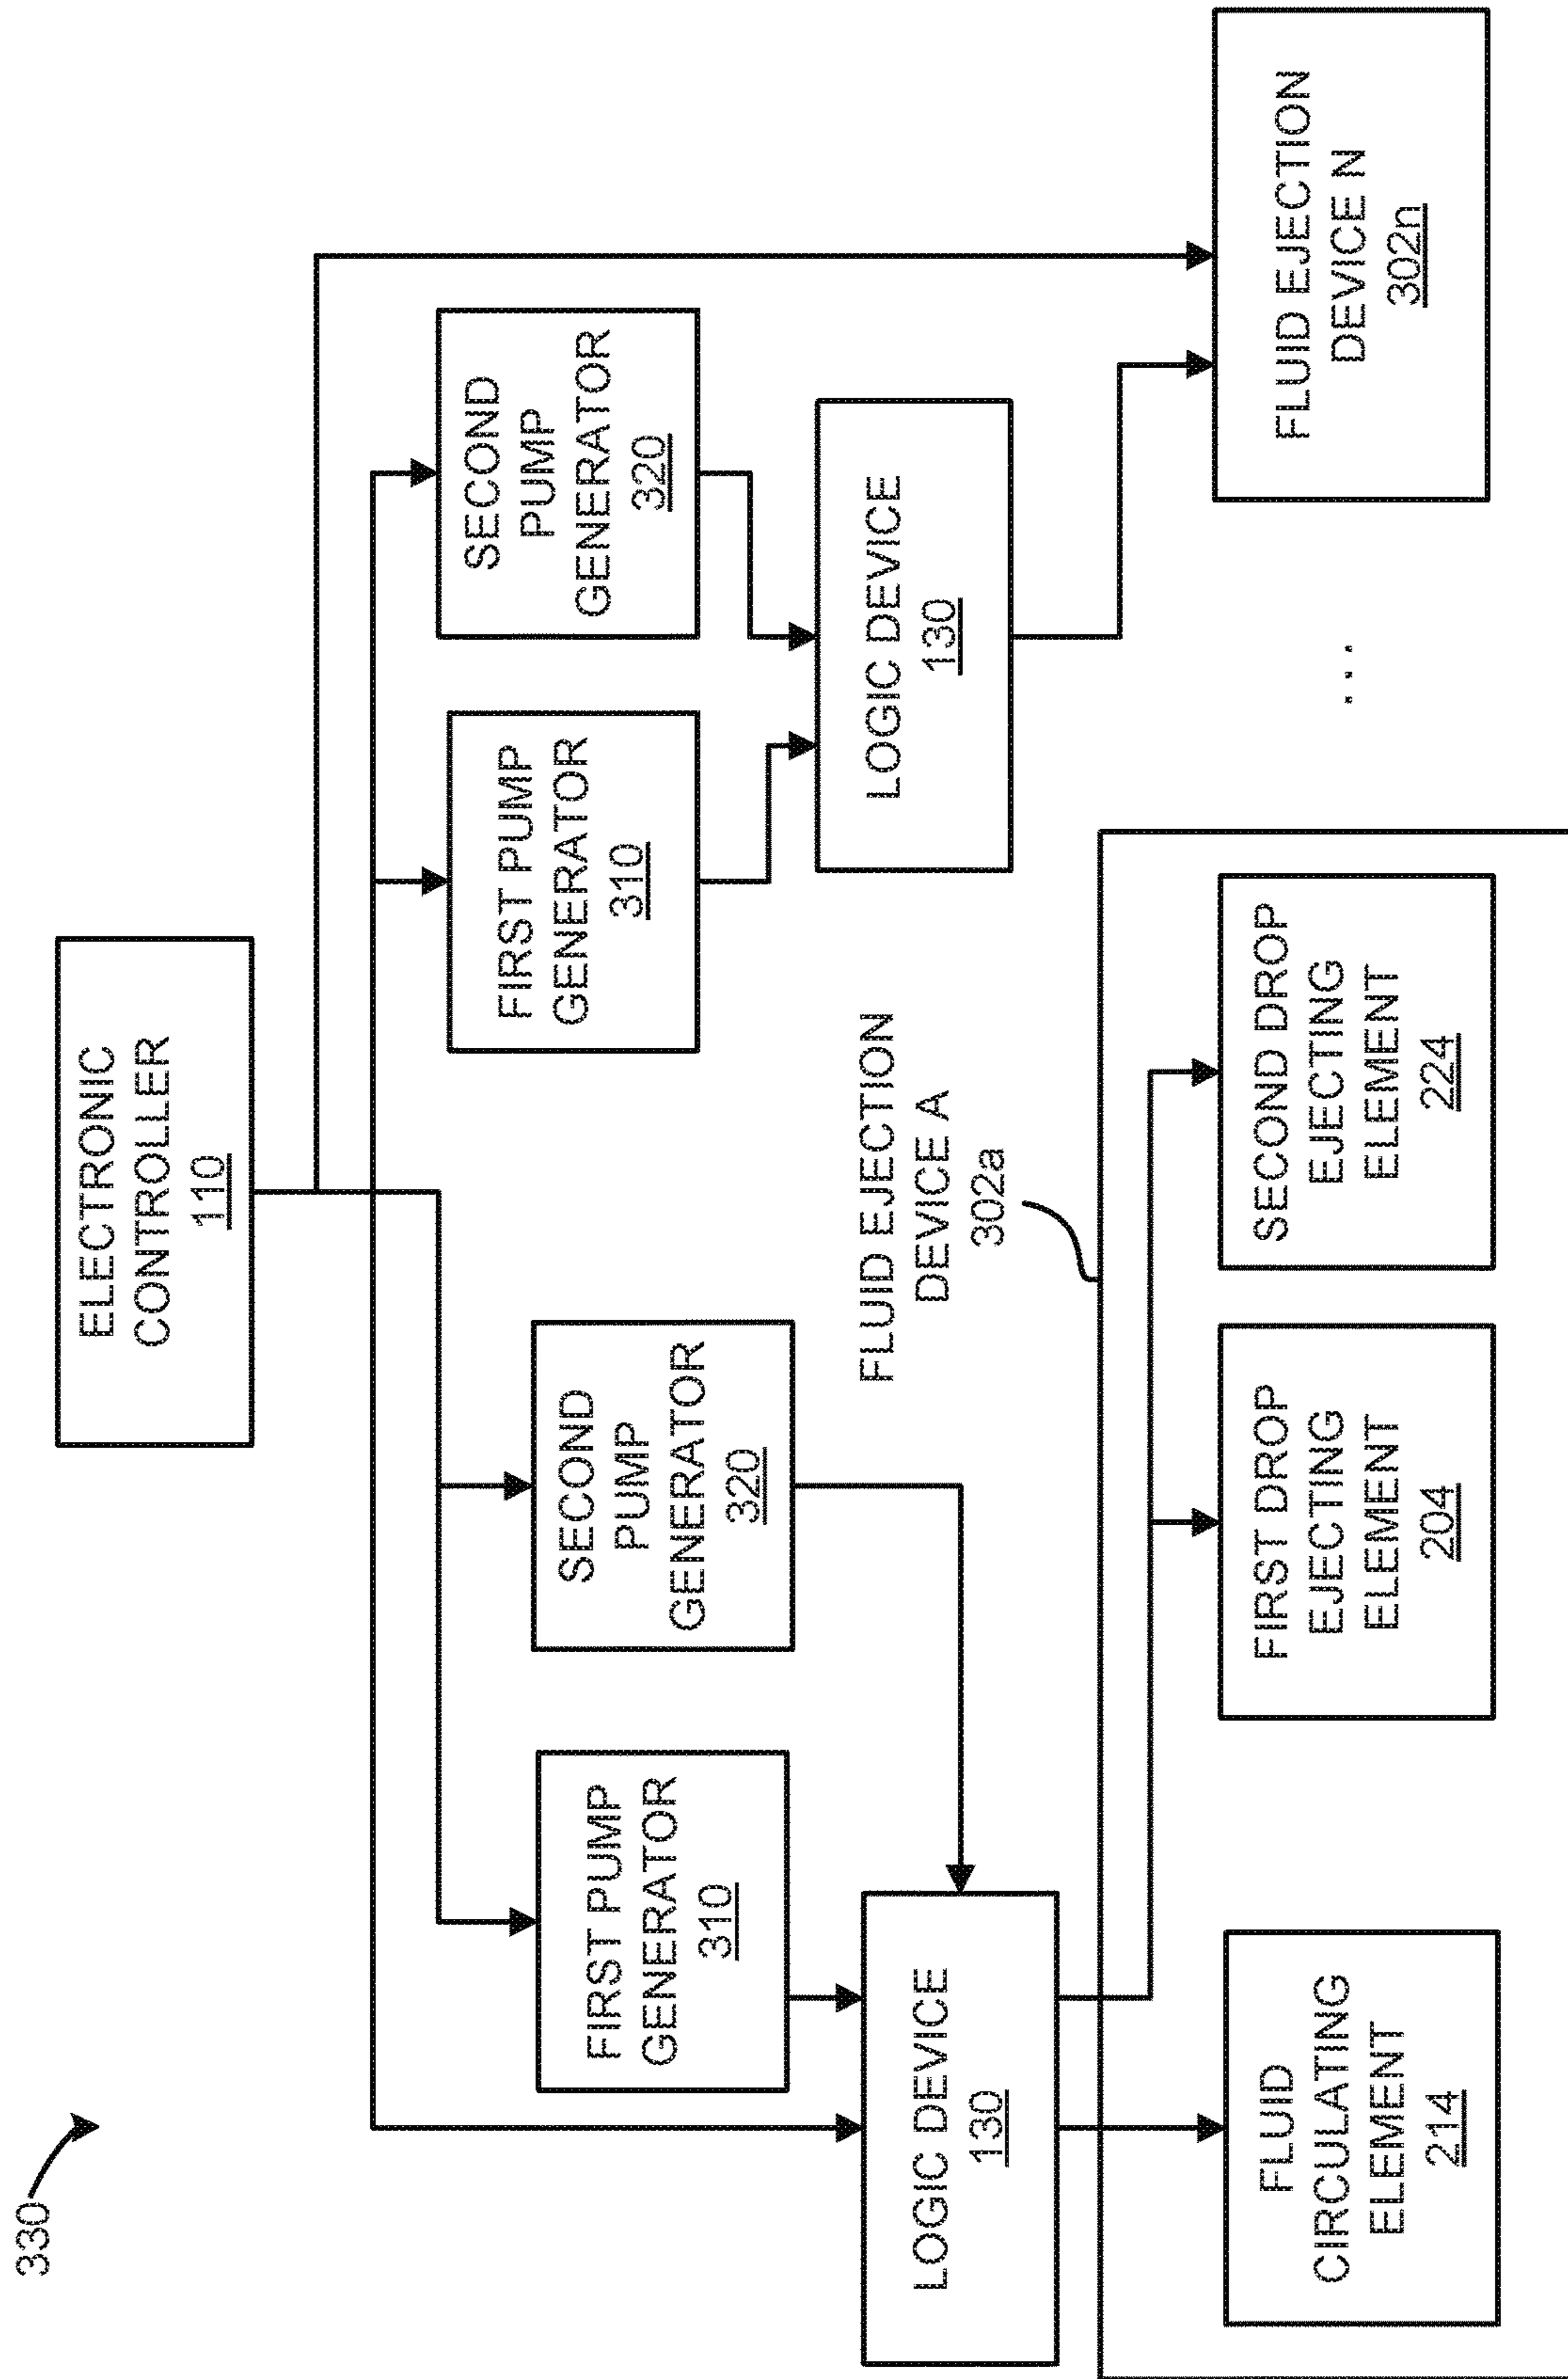 330
ELECTRONIC
CONTROLLER
110
FIRST PUMP
GENERATOR
310
SECOND
PUMP
GENERATOR
320
FIRST PUMP
GENERATOR
310
SECOND
PUMP
GENERATOR
320
LOGIC DEVICE
130
FLUID EJECTION
DEVICE A
302a
LOGIC DEVICE
130
FLUID
CIRCULATING
ELEMENT
214
FIRST DROP
EJECTING
ELEMENT
204
SECOND DROP
EJECTING
ELEMENT
224
...
FLUID EJECTION
DEVICE N
302n